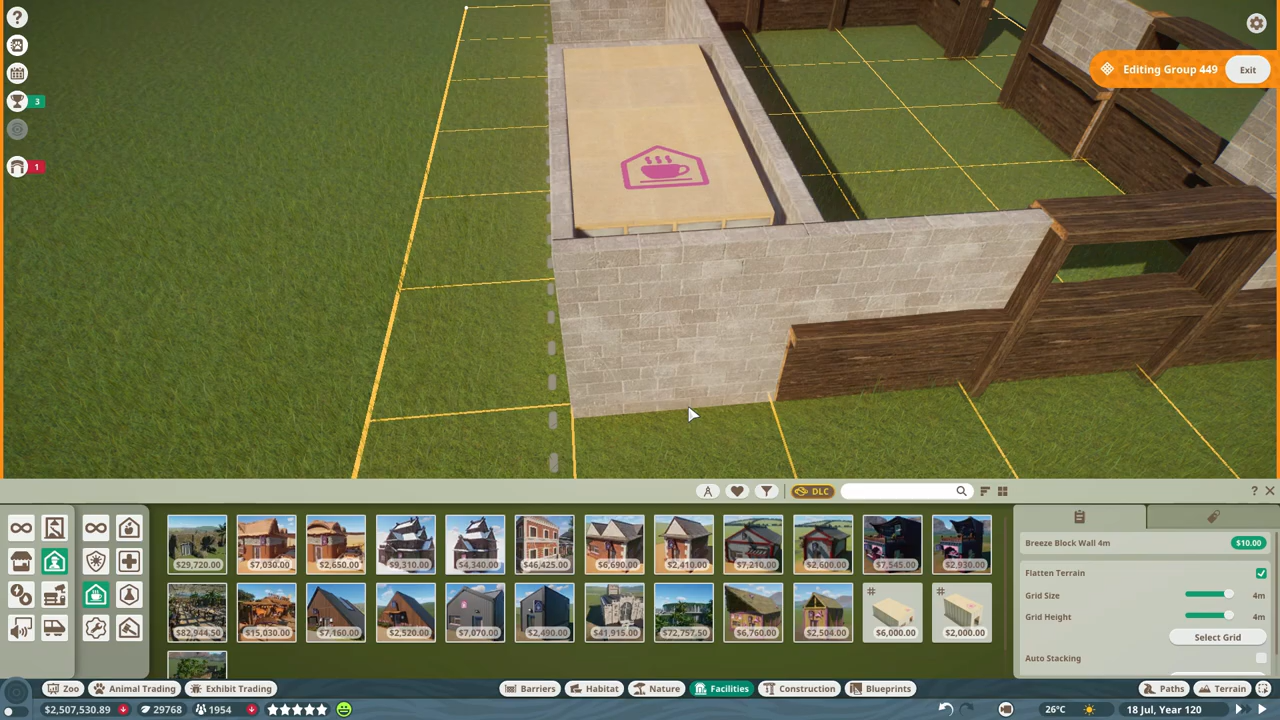 Editing Group 449
Exit
3
1
DLC
$29,720.00
$7,030.00
$2,650.00
$9,310.00
$4,340.00
$46,425.00
$6,690.00
$2,410.00
$7,210.00
$2,600.00
$7,545.00
$2,930.00
$82,944.50
$15,030.00
$7,160.00
$2,520.00
$7,070.00
$2,490.00
$41,915.00
$72,757.50
$6,760.00
$2,504.00
$6,000.00
$2,000.00
Breeze Block Wall 4m
$10.00
Flatten Terrain
Grid Size
4m
Grid Height
4m
Select Grid
Auto Stacking
Zoo
Animal Trading
Exhibit Trading
Barriers
Habitat
Nature
Facilities
Construction
Blueprints
Paths
Terrain
$2,507,530.89
29768
1954
26°C
18 Jul, Year 120